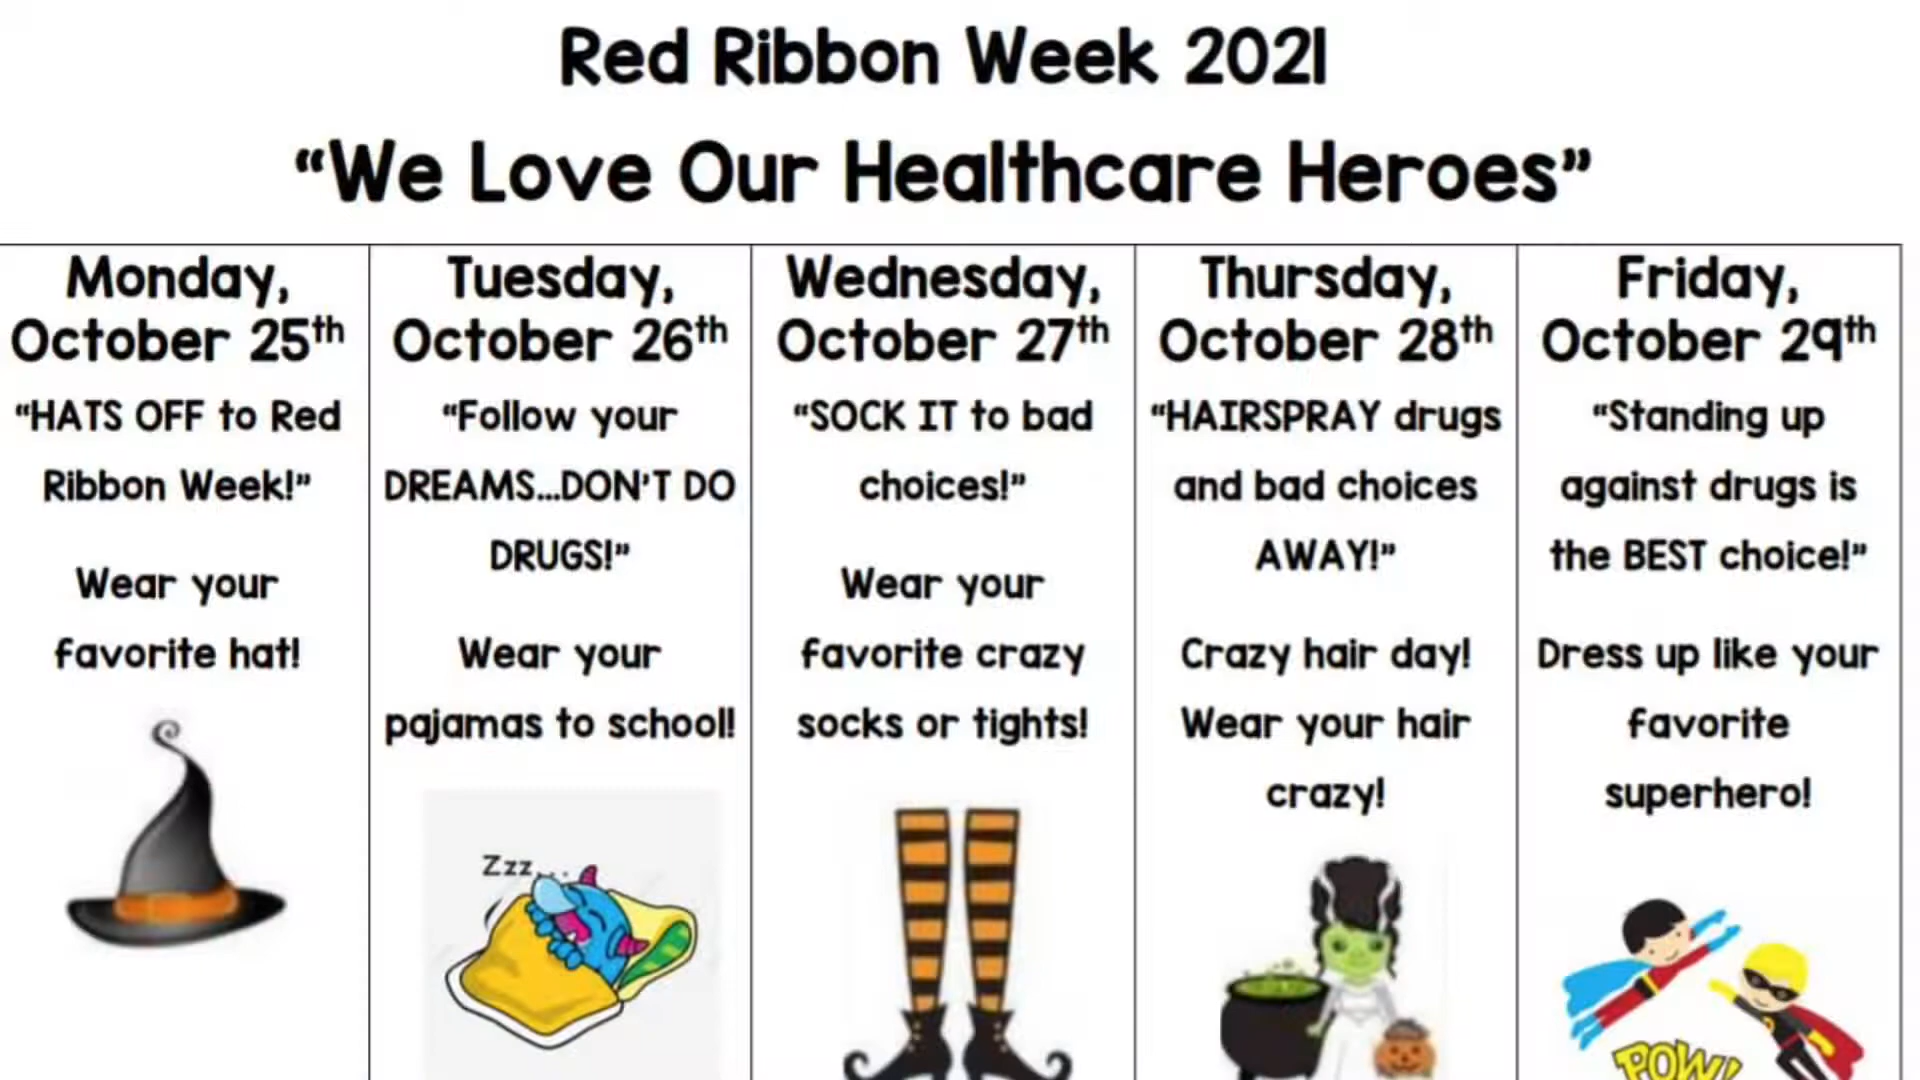 Red Ribbon Week 2021
“We Love Our Healthcare Heroes”
Monday,
October 25th
“HATS OFF to Red
Ribbon Week!”
Wear your
favorite hat!
Tuesday,
October 26th
“Follow your
DREAMS...DON'T DO
DRUGS!”
Wear your
pajamas to school!
Zzz...
Wednesday,
October 27th
“SOCK IT to bad
choices!”
Wear your
favorite crazy
socks or tights!
Thursday,
October 28th
“HAIRSPRAY drugs
and bad choices
AWAY!”
Crazy hair day!
Wear your hair
crazy!
Friday,
October 29th
“Standing up
against drugs is
the BEST choice!”
Dress up like your
favorite
superhero!
POW!